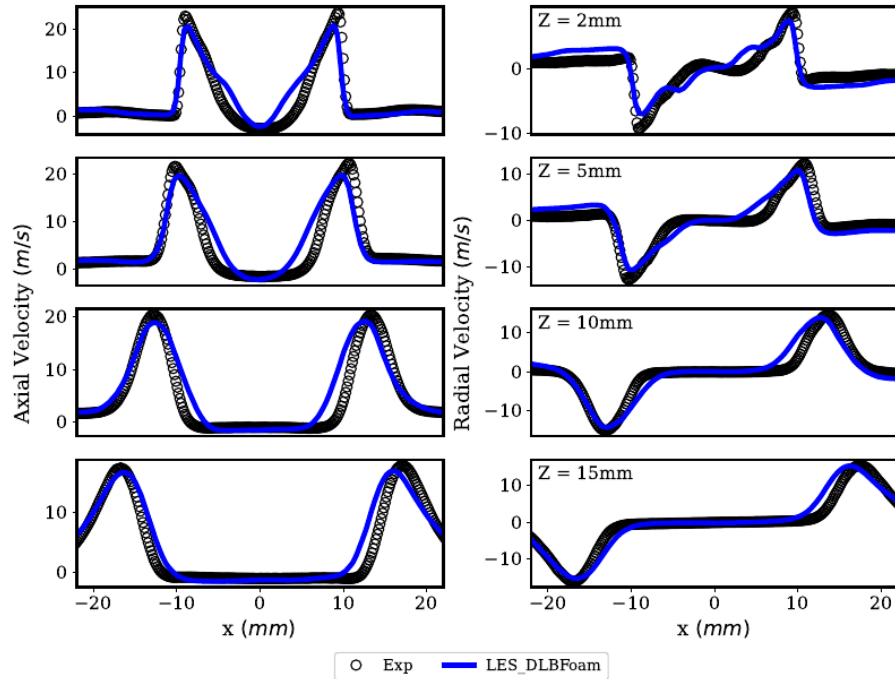 20
10
0
Z = 2mm
0
−10
20
10
0
Z = 5mm
10
0
−10
20
10
0
Z = 10mm
10
0
−10
10
0
Z = 15mm
10
0
−10
Axial Velocity (m/s)
Radial Velocity (m/s)
−20 −10 0 10 20
−20 −10 0 10 20
x (mm)
x (mm)
Exp LES_DLBFoam